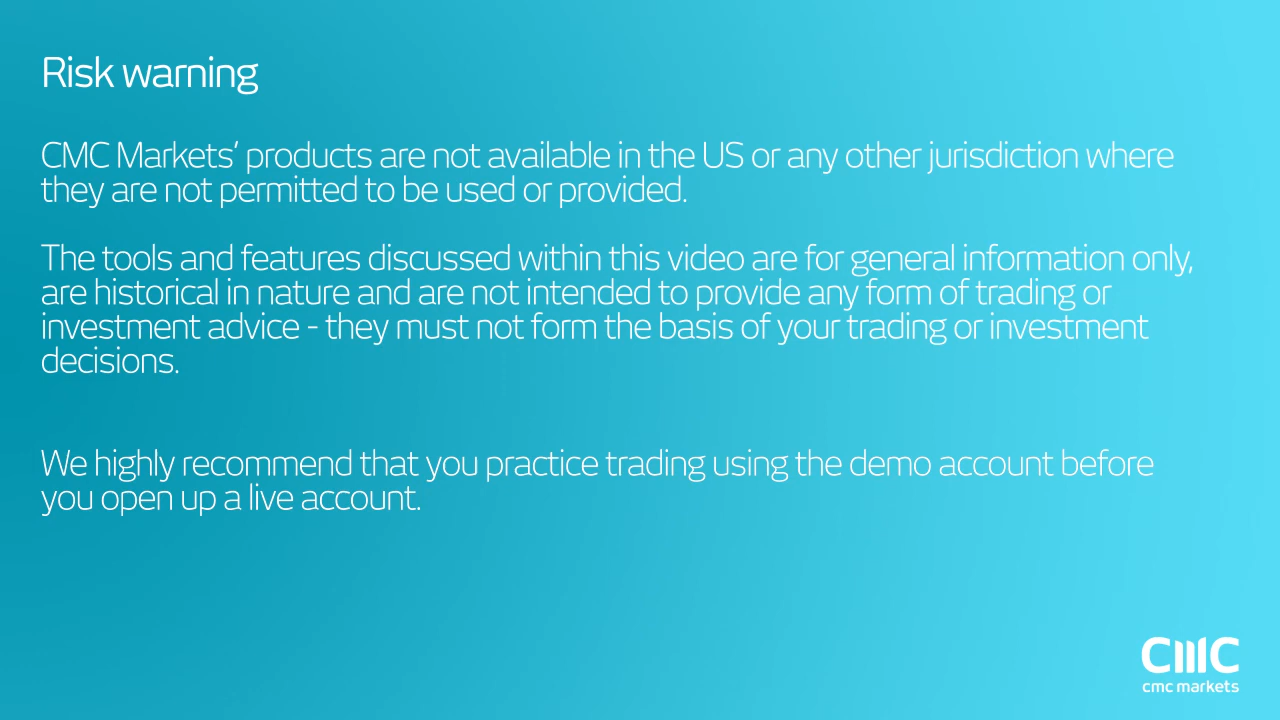 Risk warning
CMC Markets’ products are not available in the US or any other jurisdiction where
they are not permitted to be used or provided.
The tools and features discussed within this video are for general information only,
are historical in nature and are not intended to provide any form of trading or
investment advice - they must not form the basis of your trading or investment
decisions.
We highly recommend that you practice trading using the demo account before
you open up a live account.
CMC
cmc markets